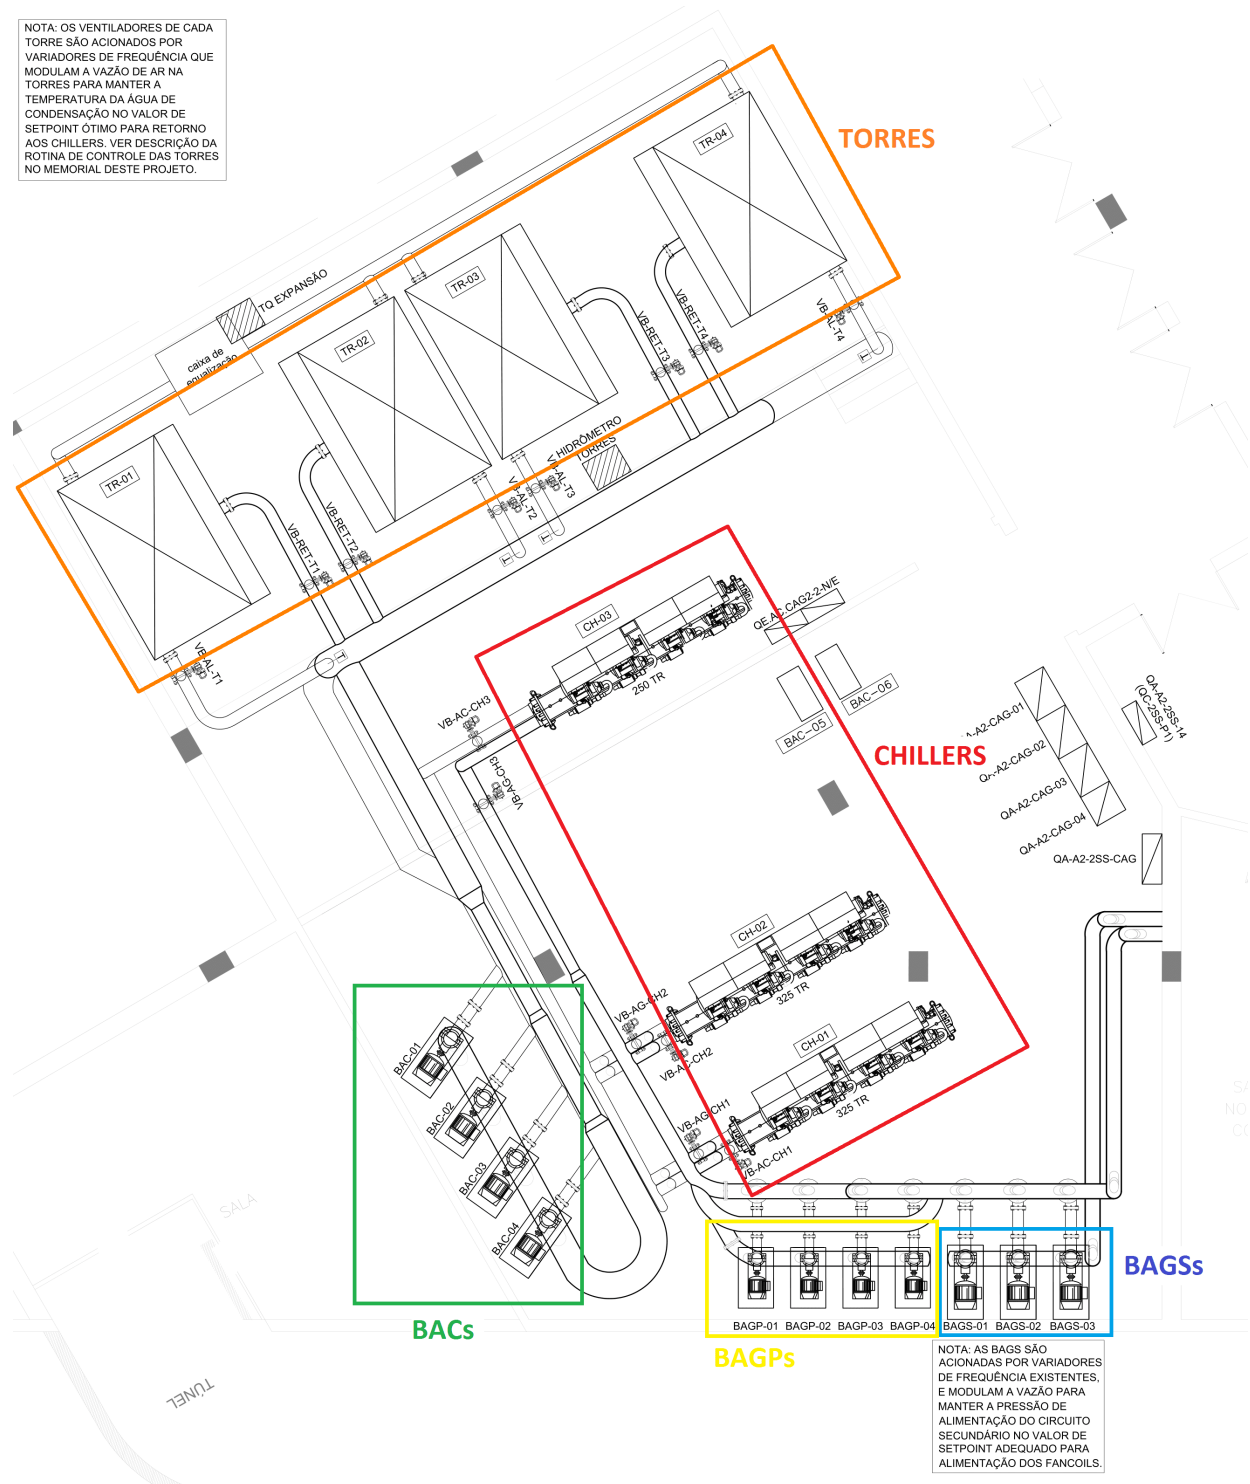 NOTA: OS VENTILADORES DE CADA
TORRE SÃO ACIONADOS POR
VARIADORES DE FREQUÊNCIA QUE
MODULAM A VAZÃO DE AR NA
TORRES PARA MANTER A
TEMPERATURA DA ÁGUA DE
CONDENSAÇÃO NO VALOR DE
SETPOINT ÓTIMO PARA RETORNO
AOS CHILLERS. VER DESCRIÇÃO DA
ROTINA DE CONTROLE DAS TORRES
NO MEMORIAL DESTE PROJETO.
TORRES
TR-04
TR-03
TQ EXPANSÃO
TR-02
caixa de
equalização
VB-AL-T4
VB-RET-T4
VB-RET-T3
T
HIDRÔMETRO
TORRES
TR-01
VB-AL-T3
VB-AL-T2
T
T
VB-RET-T2
VB-RET-T1
T
VB-AL-T1
CH-03
250 TR
QE.AC.CAG2-2-N/E
BAC-06
BAC-05
VB-AC-CH3
VB-AG-CH3
CHILLERS
QA-A2-2SS-14
(QC-2SS-P1)
A-A2-CAG-01
QA-A2-CAG-02
QA-A2-CAG-03
QA-A2-CAG-04
QA-A2-2SS-CAG
CH-02
325 TR
VB-AG-CH2
VB-AC-CH2
CH-01
325 TR
VB-AG-CH1
VB-AC-CH1
BAC-01
BAC-02
BAC-03
BAC-04
SALA
BACs
BAGSs
BAGP-01 BAGP-02 BAGP-03 BAGP-04 BAGS-01 BAGS-02 BAGS-03
BAGPs
TÚNEL
NOTA: AS BAGS SÃO
ACIONADAS POR VARIADORES
DE FREQUÊNCIA EXISTENTES,
E MODULAM A VAZÃO PARA
MANTER A PRESSÃO DE
ALIMENTAÇÃO DO CIRCUITO
SECUNDÁRIO NO VALOR DE
SETPOINT ADEQUADO PARA
ALIMENTAÇÃO DOS FANCOILS.